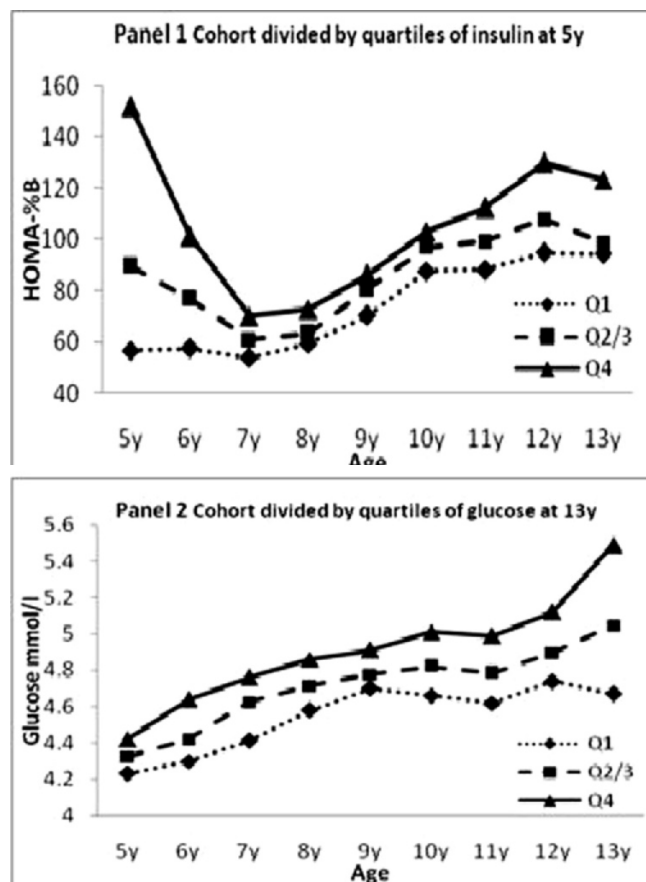 Panel 1 Cohort divided by quartiles of insulin at 5y
160
140
120
100
80
60
40
HOMA-%B
Q1
Q2/3
Q4
5y 6y 7y 8y 9y 10y 11y 12y 13y
Age
Panel 2 Cohort divided by quartiles of glucose at 13y
5.6
5.4
5.2
5
4.8
4.6
4.4
4.2
4
Glucose mmol/l
Q1
Q2/3
Q4
5y 6y 7y 8y 9y 10y 11y 12y 13y
Age